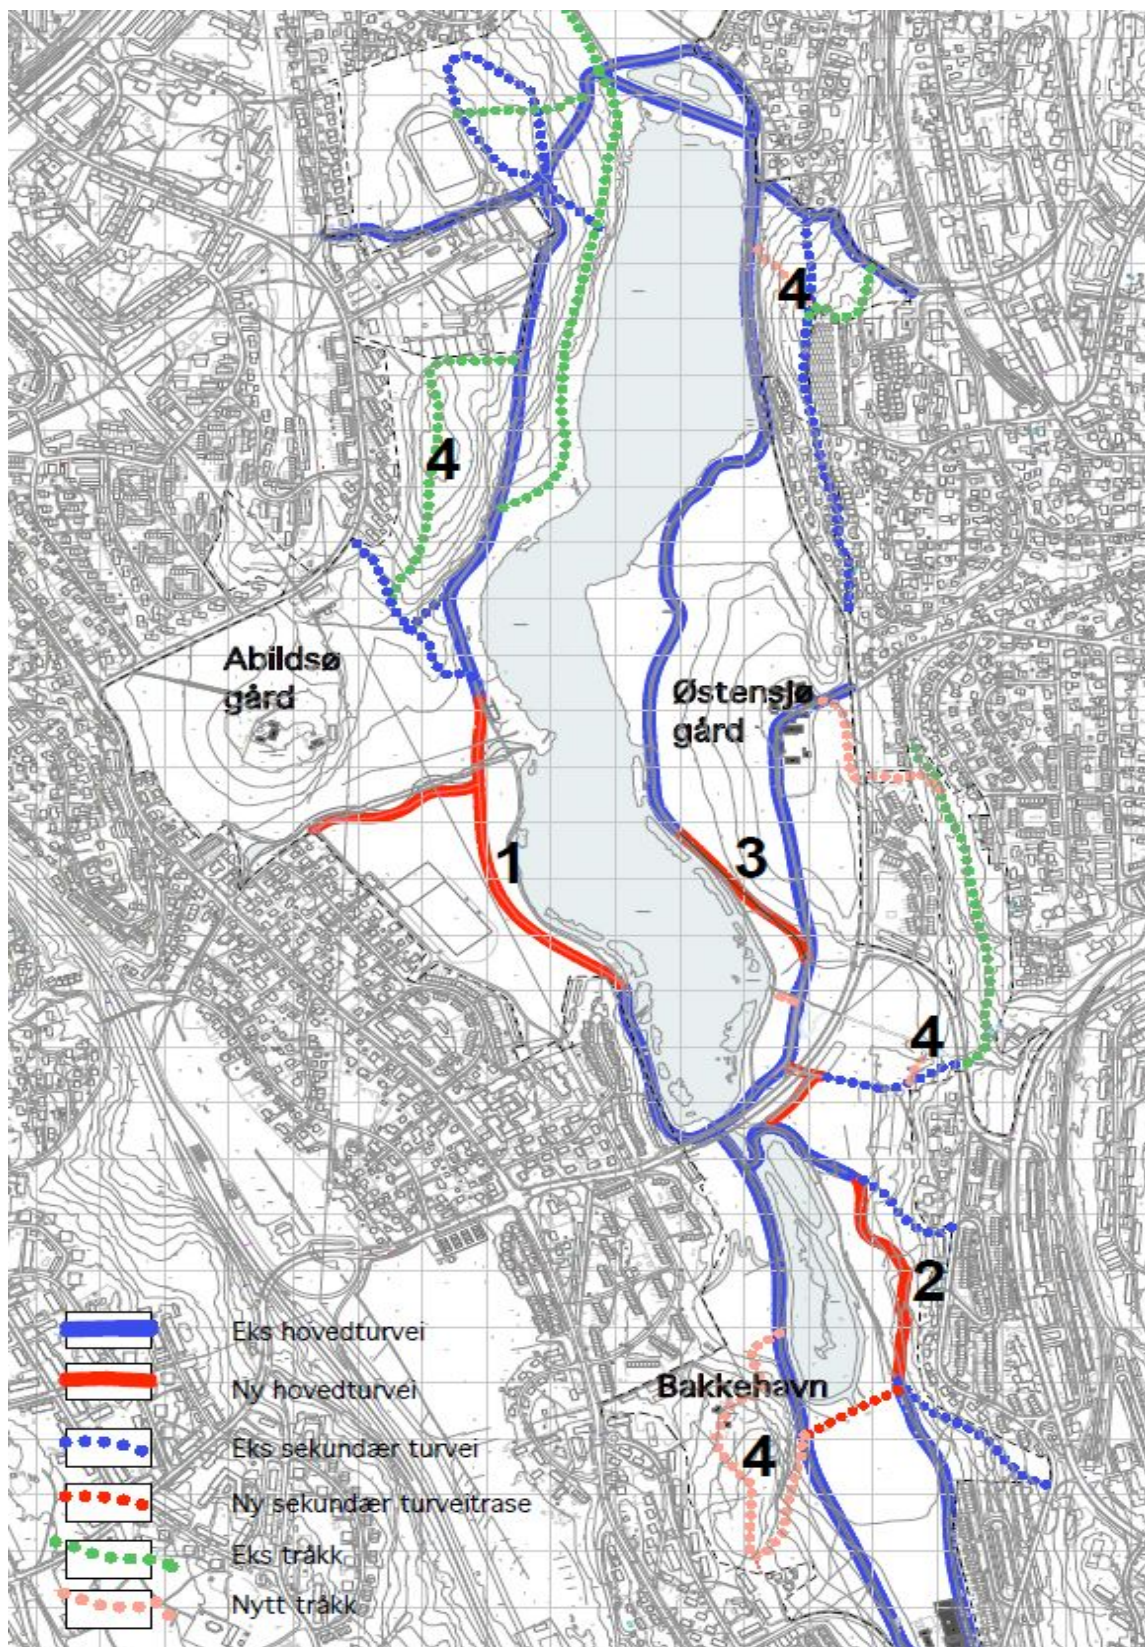 4
4
Abildsø
gård
Østensjø
gård
1
3
4
2
Eks hovedturvei
Ny hovedturvei
Bakkehavn
Eks sekundær turvei
4
Ny sekundær turveitrase
Eks tråkk
Nytt tråkk